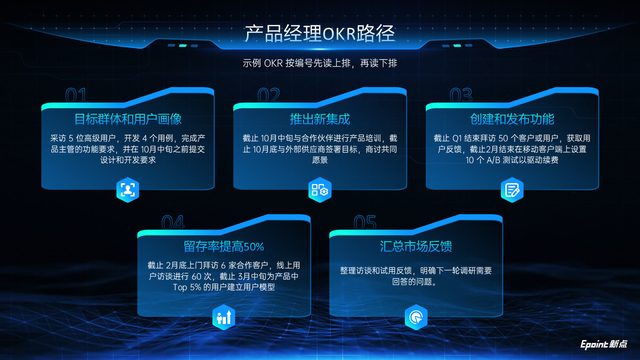 产品经理OKR路径
示例 OKR 按编号先读上排，再读下排
01
目标群体和用户画像
采访 5 位高级用户，开发 4 个用例，完成产
品主管的功能要求，并在 10月中旬之前提交
设计和开发要求
02
推出新集成
截止 10月中旬与合作伙伴进行产品培训，截
止 10月底与外部供应商签署目标，商讨共同
愿景
03
创建和发布功能
截止 Q1 结束拜访 50 个客户或用户，获取用
户反馈，截止2月结束在移动客户端上设置
10 个 A/B 测试以驱动续费
04
留存率提高50%
截止 2月底上门拜访 6 家合作客户，线上用
户访谈进行 60 次，截止 3月中旬为产品中
Top 5% 的用户建立用户模型
05
汇总市场反馈
整理访谈和试用反馈，明确下一轮调研需要
回答的问题。
Epoint 新点